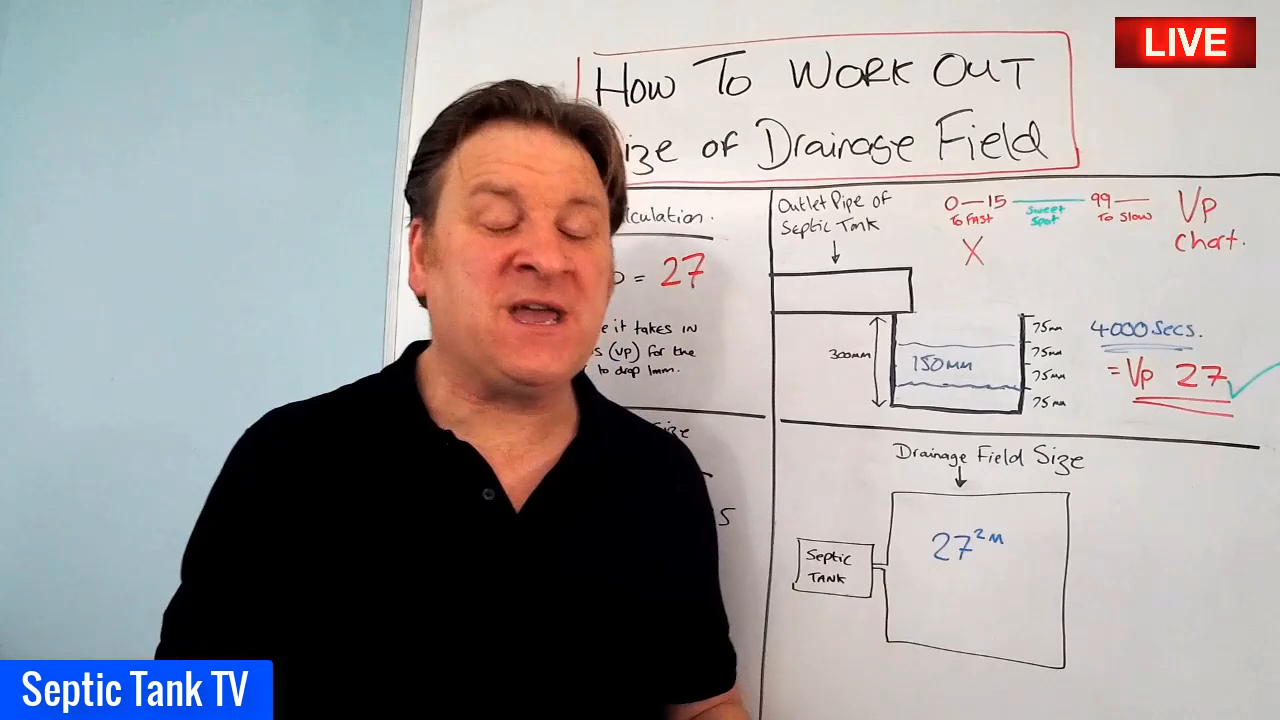 LIVE
HOW TO WORK OUT
ize of Drainage Field
lculation.
= 27
e it takes IN
s (Vp) for the
to drop 1mm.
ize
5
Outlet Pipe of
Septic Tank
0—15 99—
To FAST Sweet Spot To Slow
X
Vp
chart.
300mm
150mm
75mm
75mm
75mm
75mm
4000 Secs.
= Vp 27
Drainage Field Size
Septic
TANK
27²ᴹ
Septic Tank TV